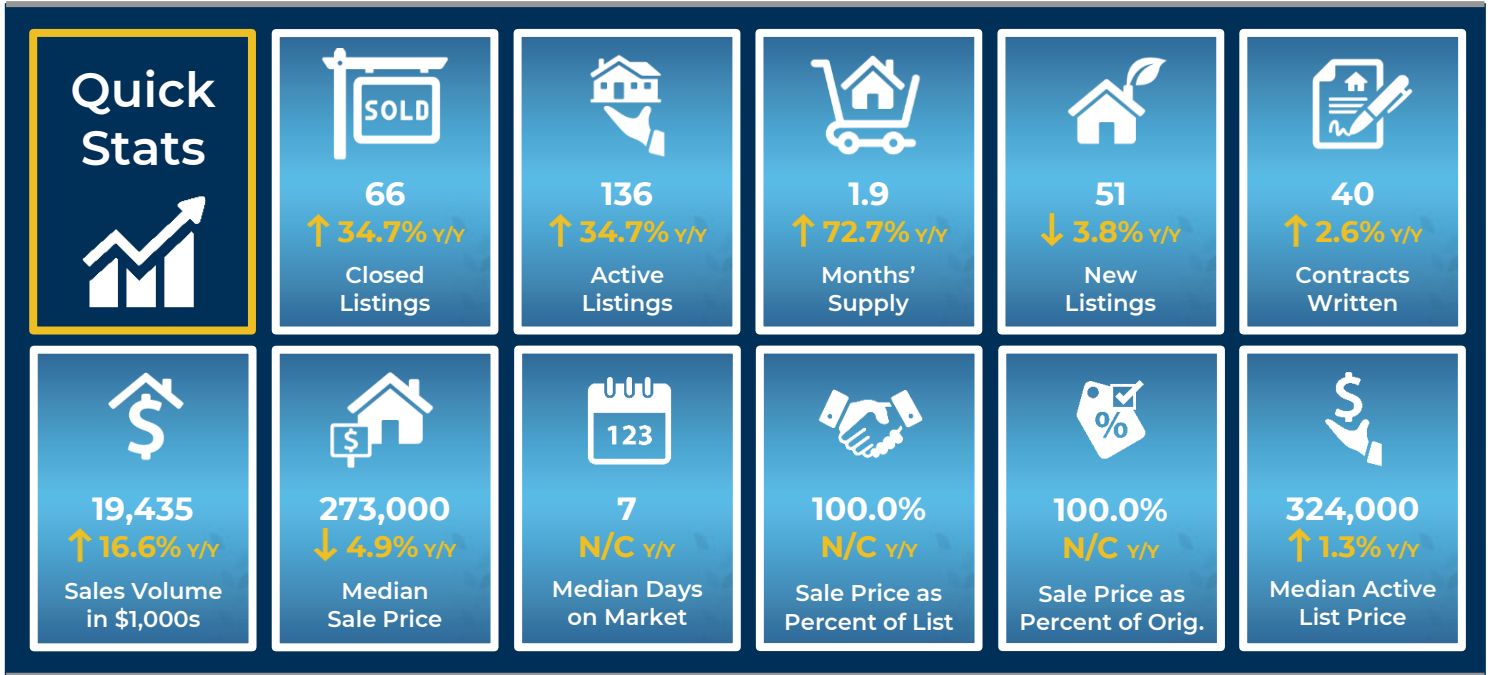 Quick
Stats
SOLD
66
↑ 34.7% Y/Y
Closed
Listings
136
↑ 34.7% Y/Y
Active
Listings
1.9
↑ 72.7% Y/Y
Months'
Supply
51
↓ 3.8% Y/Y
New
Listings
40
↑ 2.6% Y/Y
Contracts
Written
$
19,435
↑ 16.6% Y/Y
Sales Volume
in $1,000s
$
273,000
↓ 4.9% Y/Y
Median
Sale Price
123
7
N/C Y/Y
Median Days
on Market
100.0%
N/C Y/Y
Sale Price as
Percent of List
%
100.0%
N/C Y/Y
Sale Price as
Percent of Orig.
$
324,000
↑ 1.3% Y/Y
Median Active
List Price